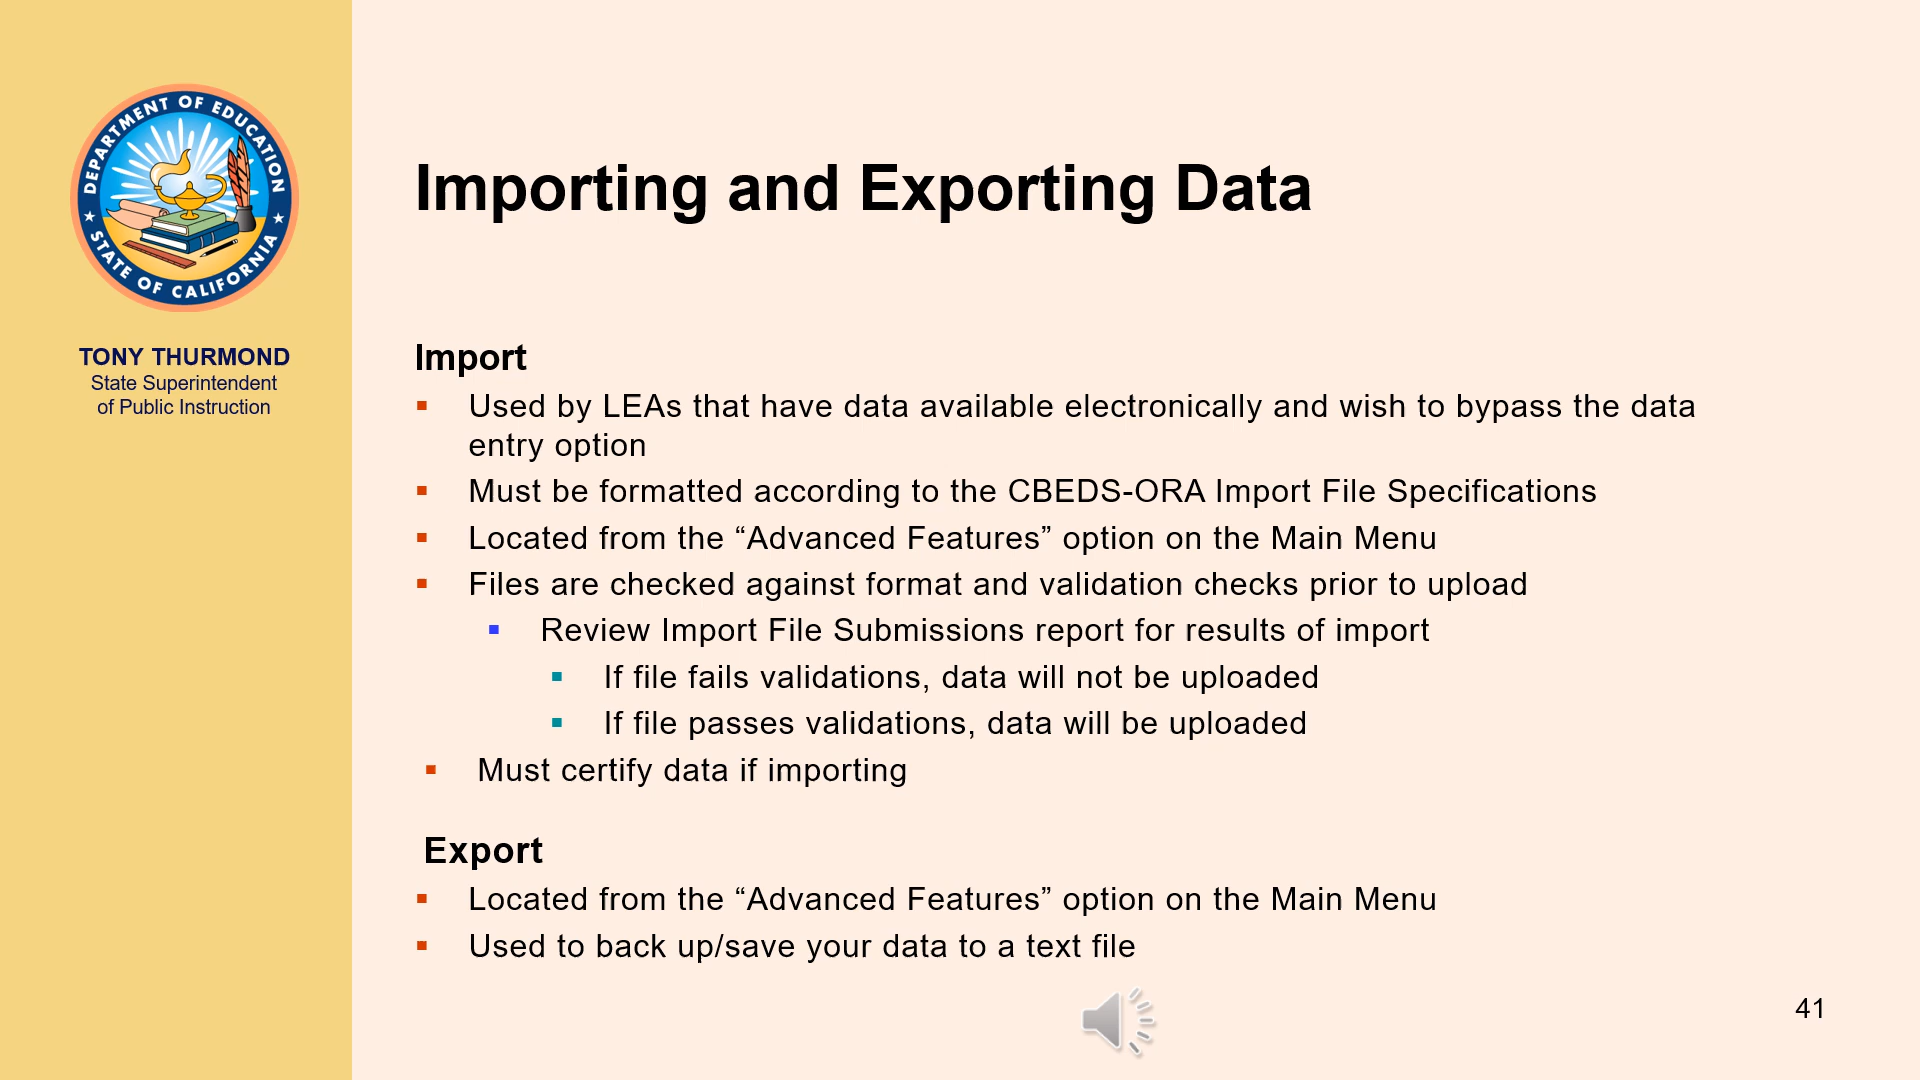 DEPARTMENT OF EDUCATION
STATE OF CALIFORNIA
TONY THURMOND
State Superintendent
of Public Instruction
Importing and Exporting Data
Import
Used by LEAs that have data available electronically and wish to bypass the data
entry option
Must be formatted according to the CBEDS-ORA Import File Specifications
Located from the “Advanced Features” option on the Main Menu
Files are checked against format and validation checks prior to upload
Review Import File Submissions report for results of import
If file fails validations, data will not be uploaded
If file passes validations, data will be uploaded
Must certify data if importing
Export
Located from the “Advanced Features” option on the Main Menu
Used to back up/save your data to a text file
41